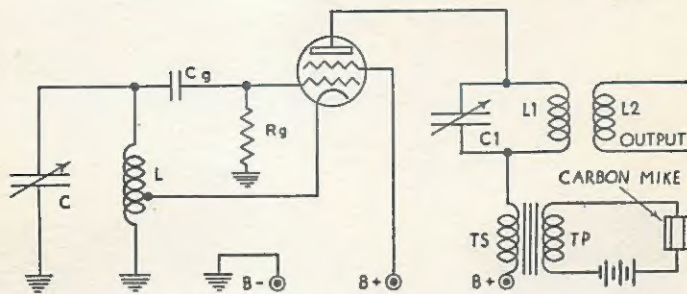 Cg
L1
L2
Rg
C1
OUTPUT
L
C
CARBON MIKE
TS
TP
B-
B+
B+